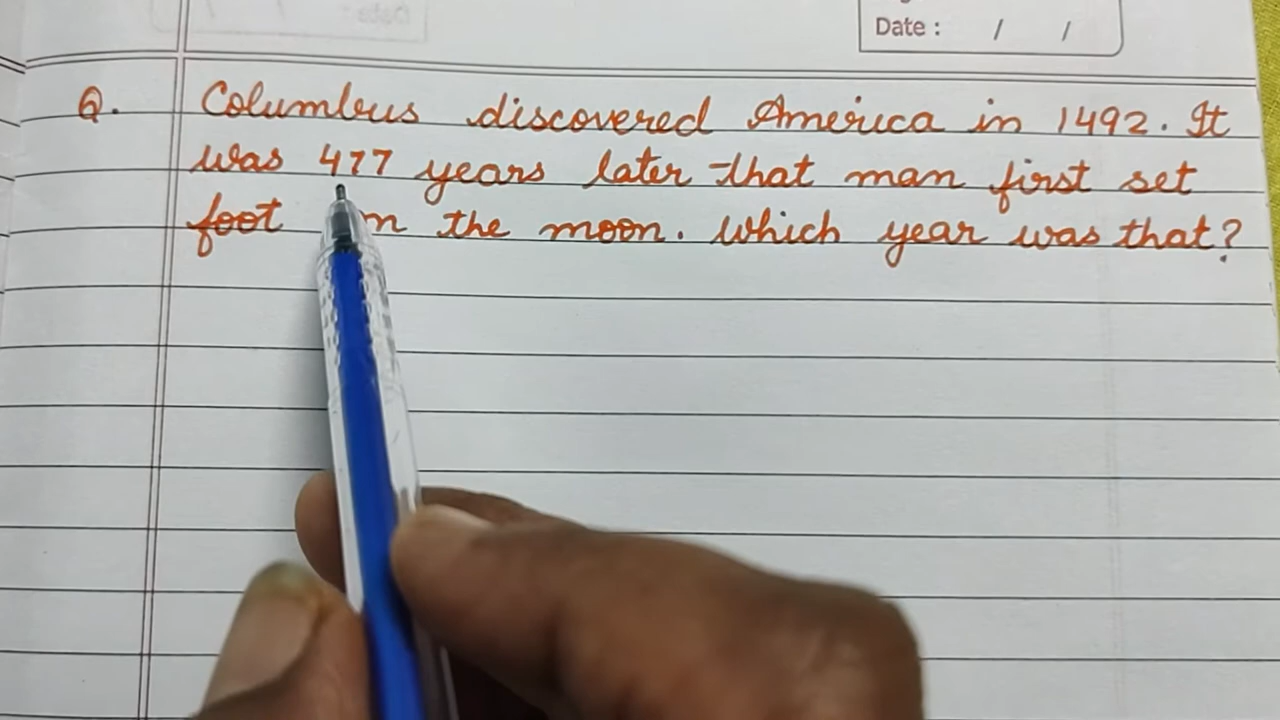 Date : / /
Q. Columbus discovered America in 1492. It
was 477 years later that man first set
foot on the moon. Which year was that?